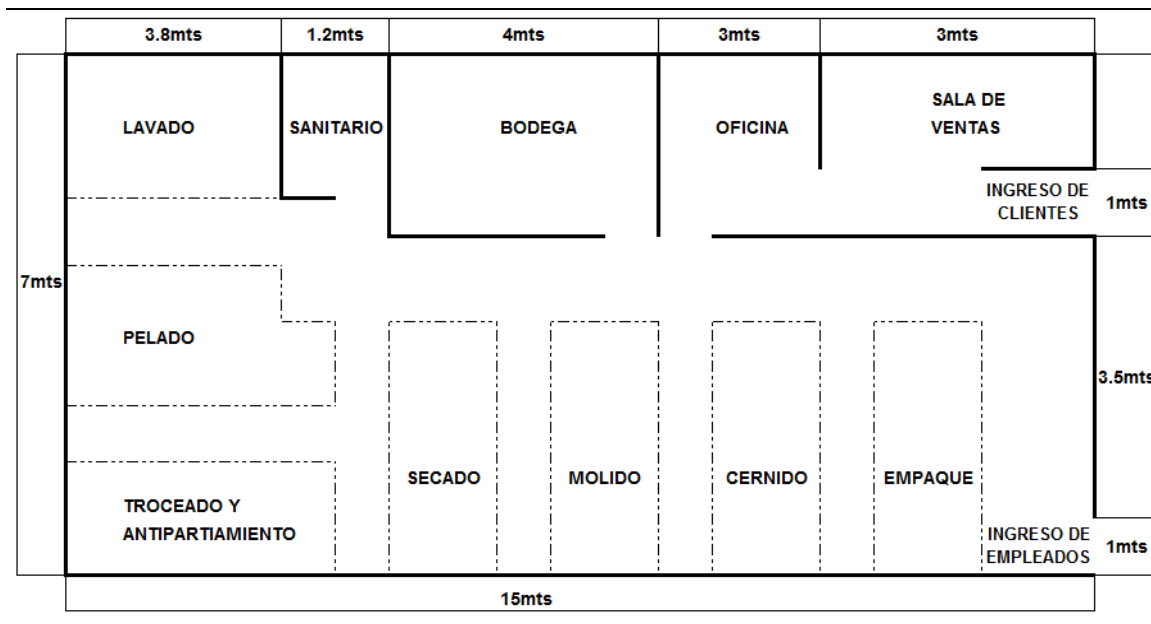 3.8mts
1.2mts
4mts
3mts
3mts
LAVADO
SANITARIO
BODEGA
OFICINA
SALA DE
VENTAS
INGRESO DE
CLIENTES
1mts
7mts
PELADO
3.5mts
SECADO
MOLIDO
CERNIDO
EMPAQUE
TROCEADO Y
ANTIPARTIAMIENTO
INGRESO DE
EMPLEADOS
1mts
15mts